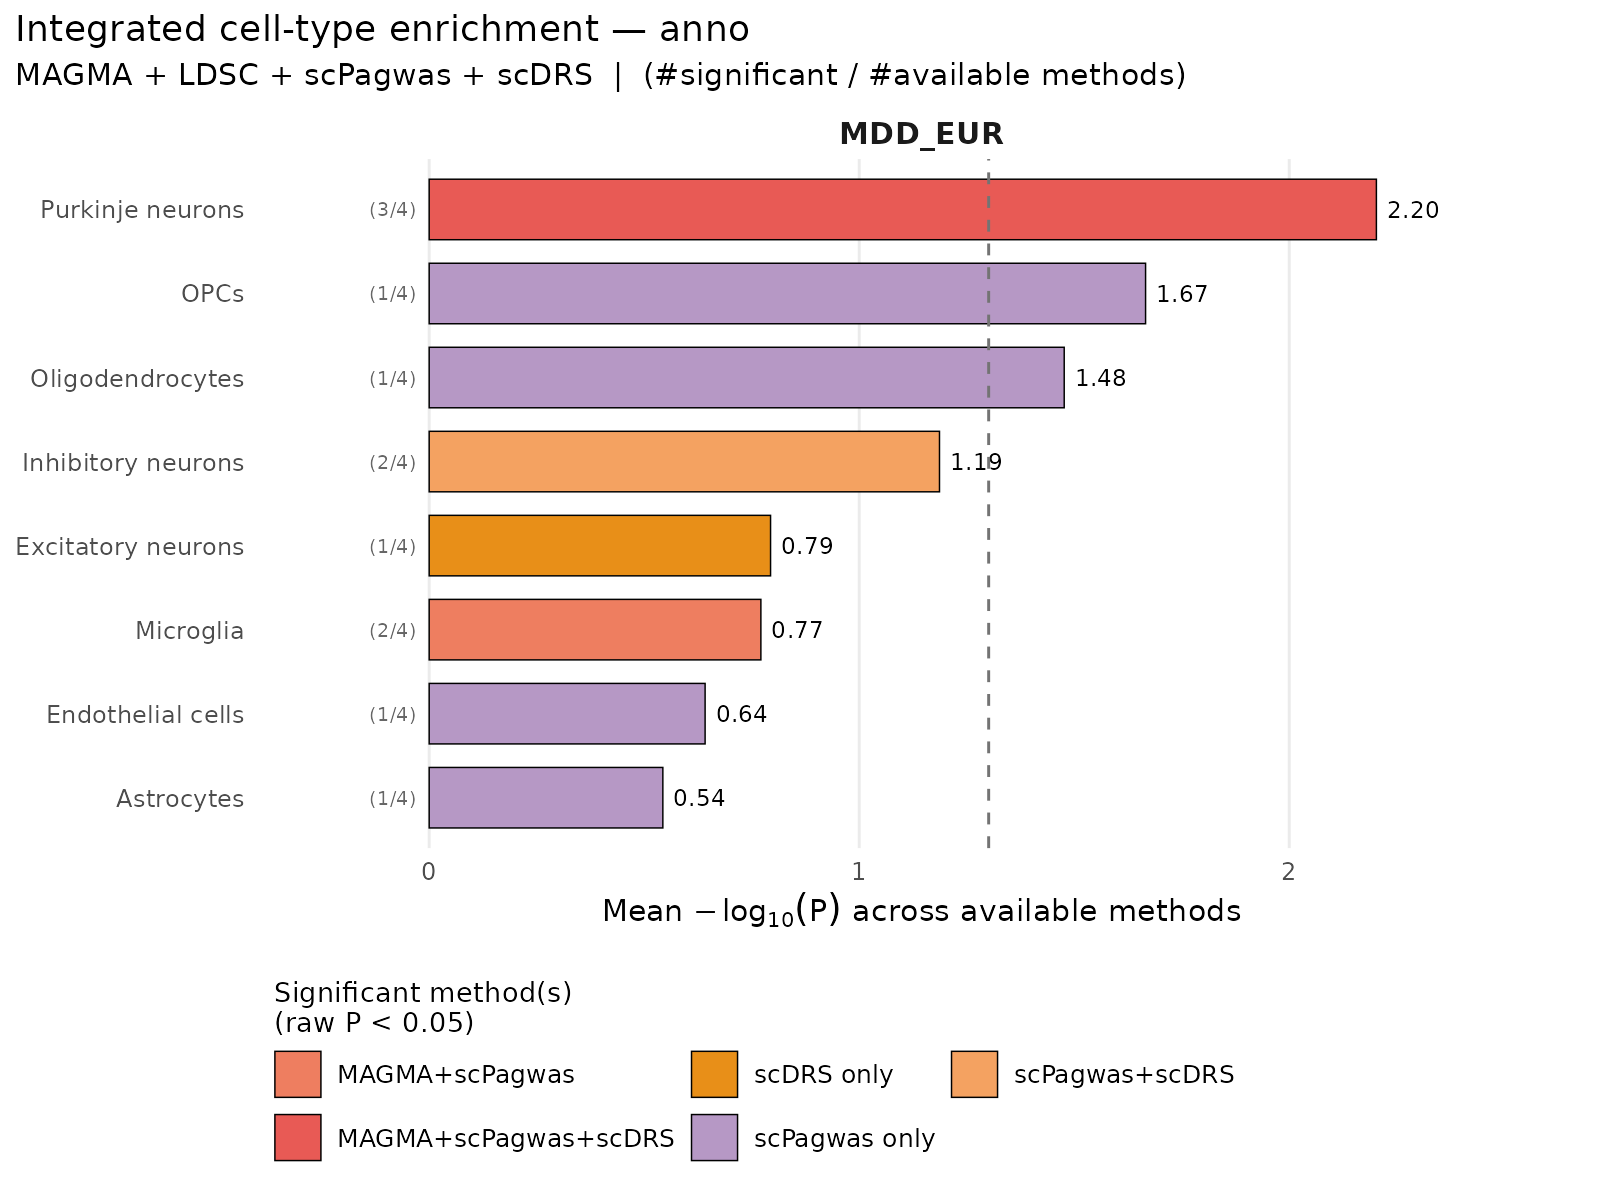 Integrated cell-type enrichment — anno
MAGMA + LDSC + scPagwas + scDRS | (#significant / #available methods)
MDD_EUR
Purkinje neurons (3/4) 2.20
OPCs (1/4) 1.67
Oligodendrocytes (1/4) 1.48
Inhibitory neurons (2/4) 1.19
Excitatory neurons (1/4) 0.79
Microglia (2/4) 0.77
Endothelial cells (1/4) 0.64
Astrocytes (1/4) 0.54
0 1 2
Mean −log₁₀(P) across available methods
Significant method(s)
(raw P < 0.05)
MAGMA+scPagwas scDRS only scPagwas+scDRS
MAGMA+scPagwas+scDRS scPagwas only